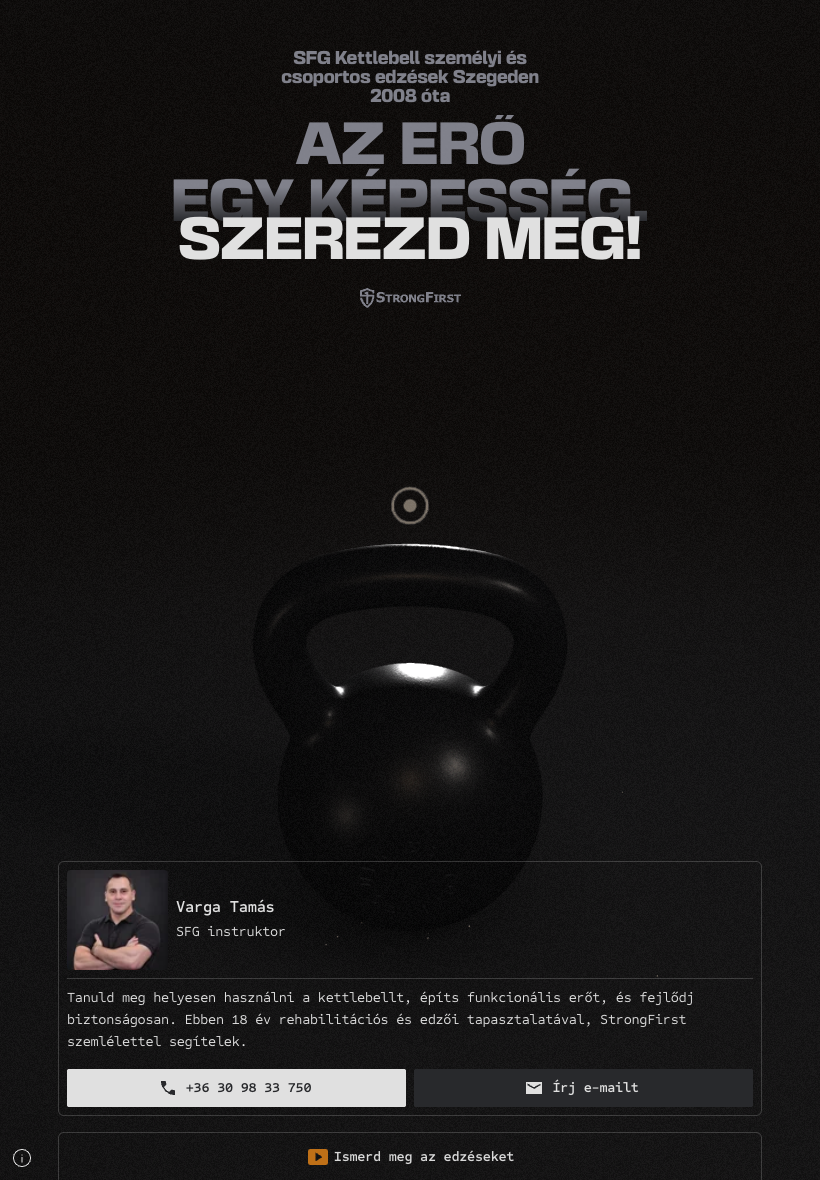 SFG Kettlebell személyi és
csoportos edzések Szegeden
2008 óta
AZ ERŐ
EGY KÉPESSÉG.
SZEREZD MEG!
STRONGFIRST
Varga Tamás
SFG instruktor
Tanuld meg helyesen használni a kettlebellt, építs funkcionális erőt, és fejlődj
biztonságosan. Ebben 18 év rehabilitációs és edzői tapasztalatával, StrongFirst
szemlélettel segítelek.
+36 30 98 33 750
Írj e-mailt
Ismerd meg az edzéseket